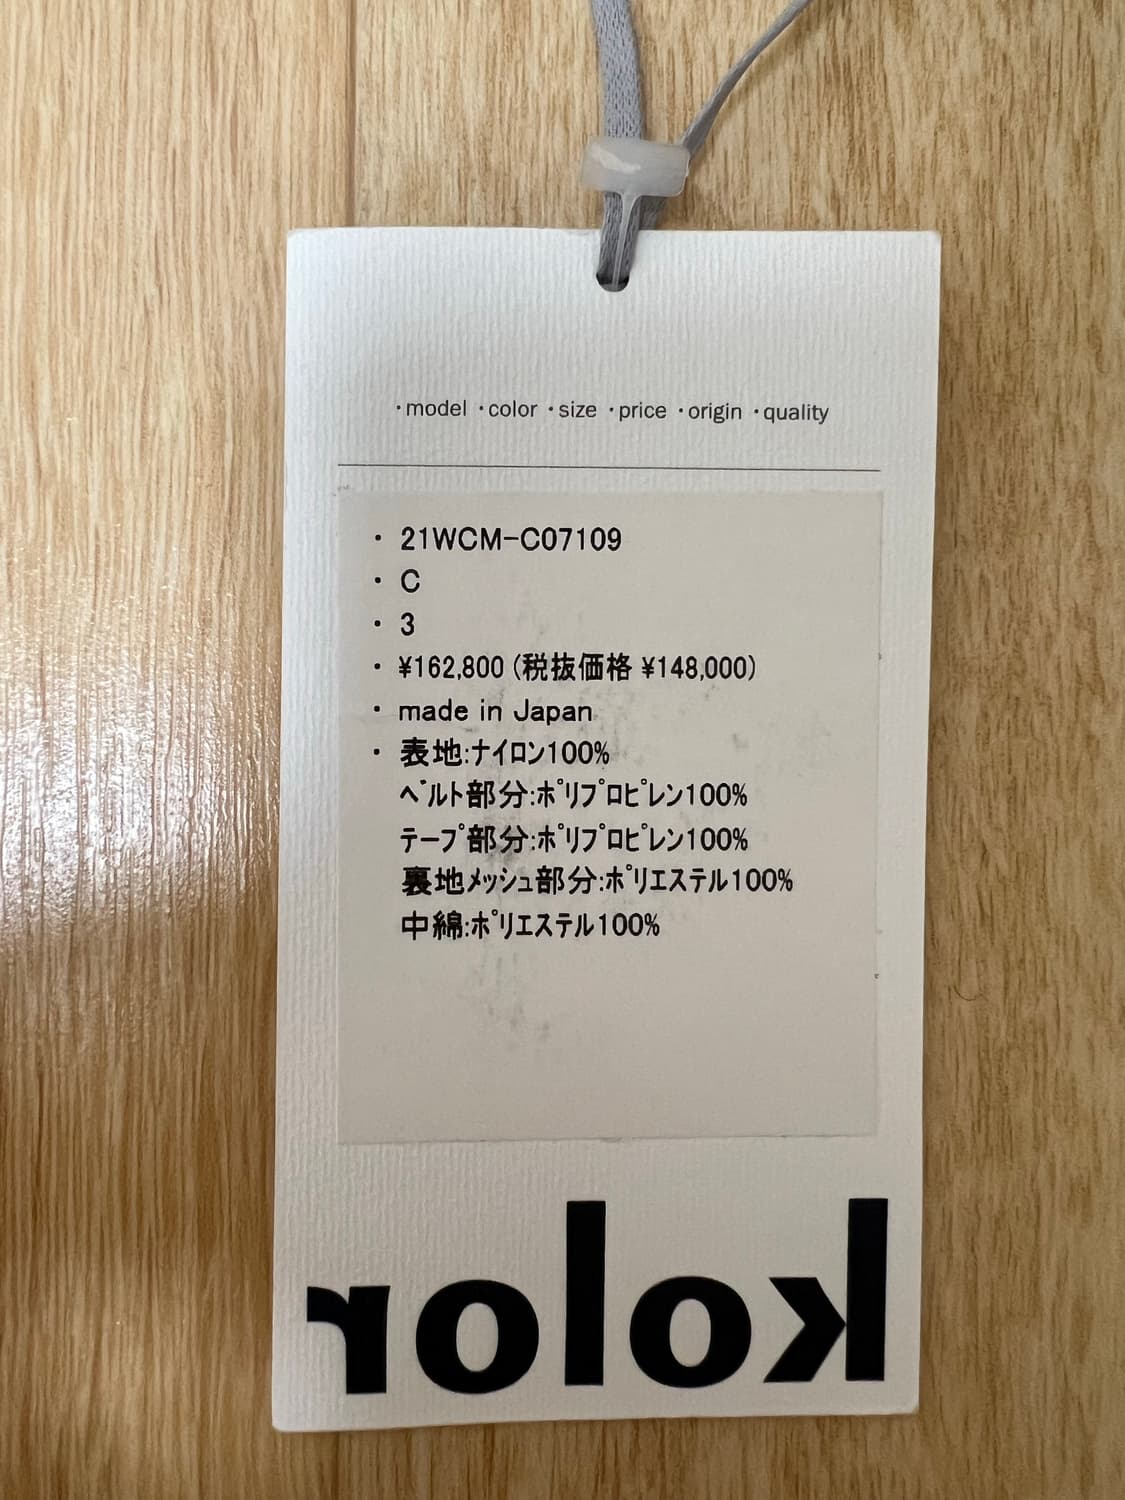 ・model ・color ・size ・price ・origin ・quality
・ 21WCM-C07109
・ C
・ 3
・ ¥162,800 (税抜価格 ¥148,000)
・ made in Japan
・ 表地:ﾅｲﾛﾝ100%
ﾍﾞﾙﾄ部分:ﾎﾟﾘﾌﾟﾛﾋﾟﾚﾝ100%
ﾃｰﾌﾟ部分:ﾎﾟﾘﾌﾟﾛﾋﾟﾚﾝ100%
裏地ﾒｯｼｭ部分:ﾎﾟﾘｴｽﾃﾙ100%
中綿:ﾎﾟﾘｴｽﾃﾙ100%
kolor